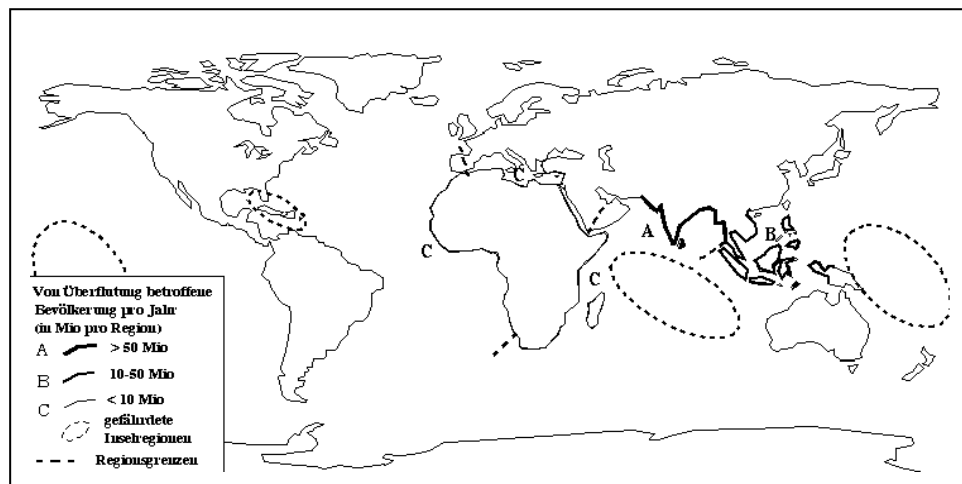 C
A
B
C
C
Von Überflutung betroffene
Bevölkerung pro Jahr
(in Mio pro Region)
A > 50 Mio
B 10-50 Mio
C < 10 Mio
gefährdete
Inselregionen
Regionsgrenzen